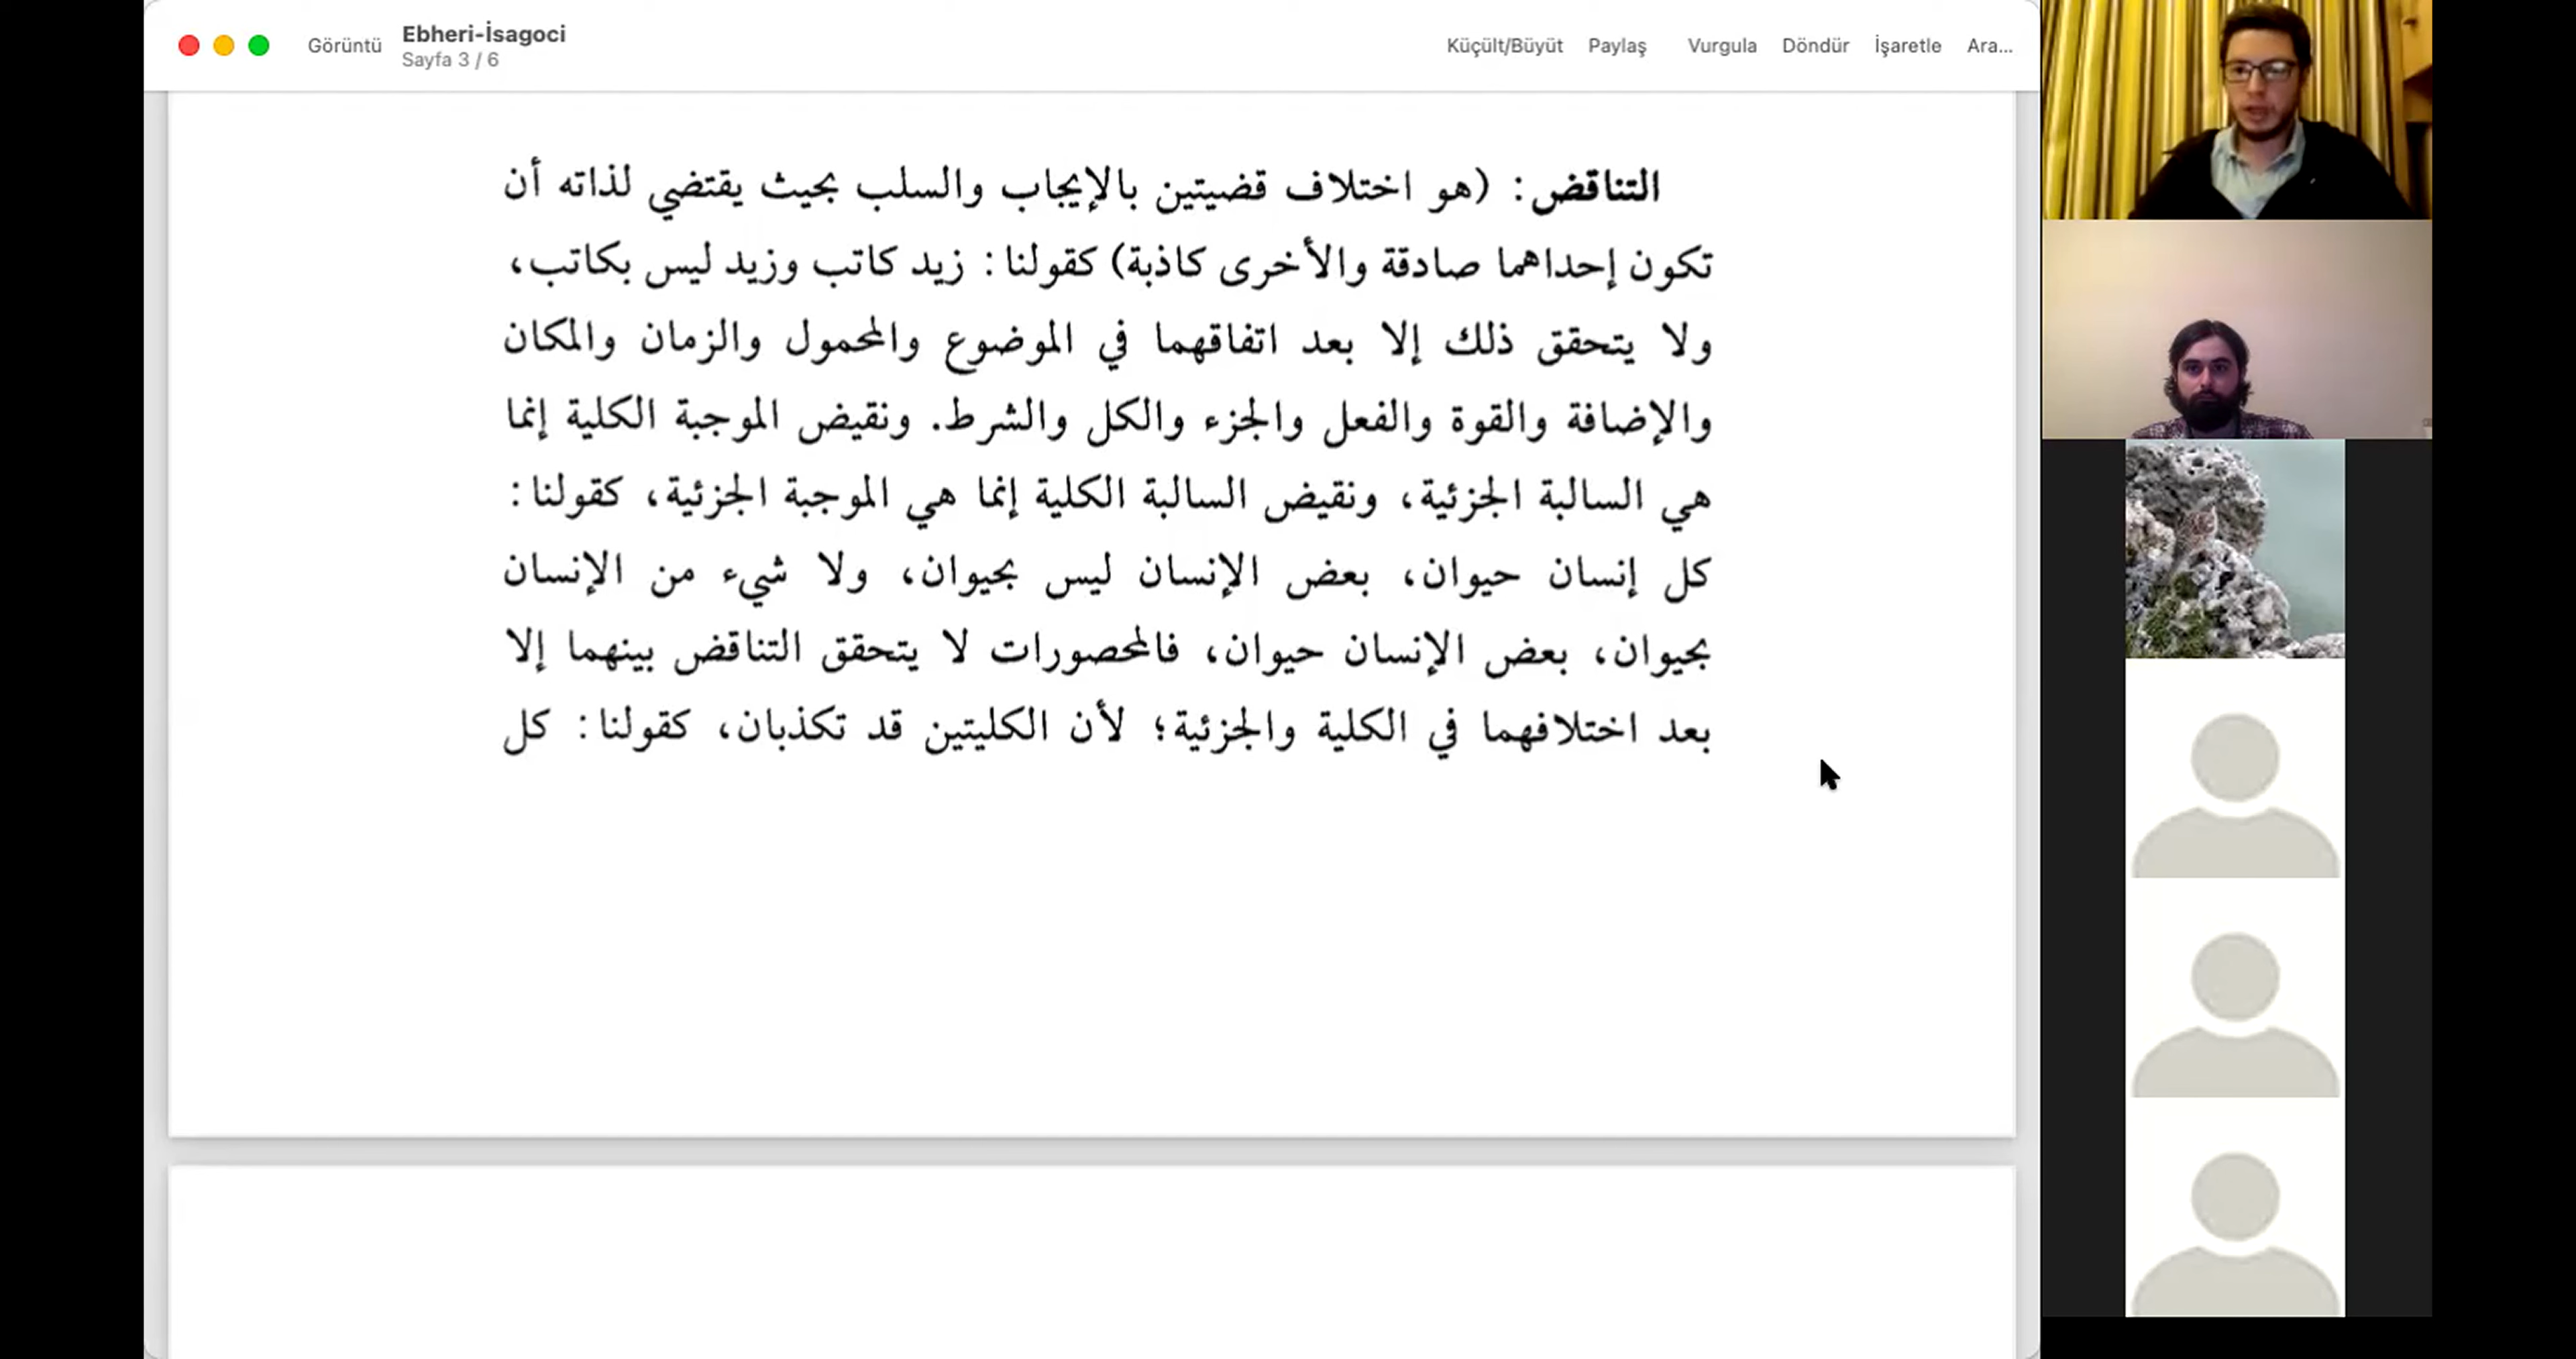 Görüntü
Ebheri-İsagoci
Sayfa 3 / 6
Küçült/Büyüt Paylaş Vurgula Döndür İşaretle Ara...
التناقض: (هو اختلاف قضيتين بالإيجاب والسلب بحيث يقتضي لذاته أن
تكون إحداهما صادقة والأخرى كاذبة) كقولنا: زيد كاتب وزيد ليس بكاتب،
ولا يتحقق ذلك إلا بعد اتفاقهما في الموضوع والمحمول والزمان والمكان
والإضافة والقوة والفعل والجزء والكل والشرط. ونقيض الموجبة الكلية إنما
هي السالبة الجزئية، ونقيض السالبة الكلية إنما هي الموجبة الجزئية، كقولنا:
كل إنسان حيوان، بعض الإنسان ليس بحيوان، ولا شيء من الإنسان
بحيوان، بعض الإنسان حيوان، فالمحصورات لا يتحقق التناقض بينهما إلا
بعد اختلافهما في الكلية والجزئية؛ لأن الكليتين قد تكذبان، كقولنا: كل